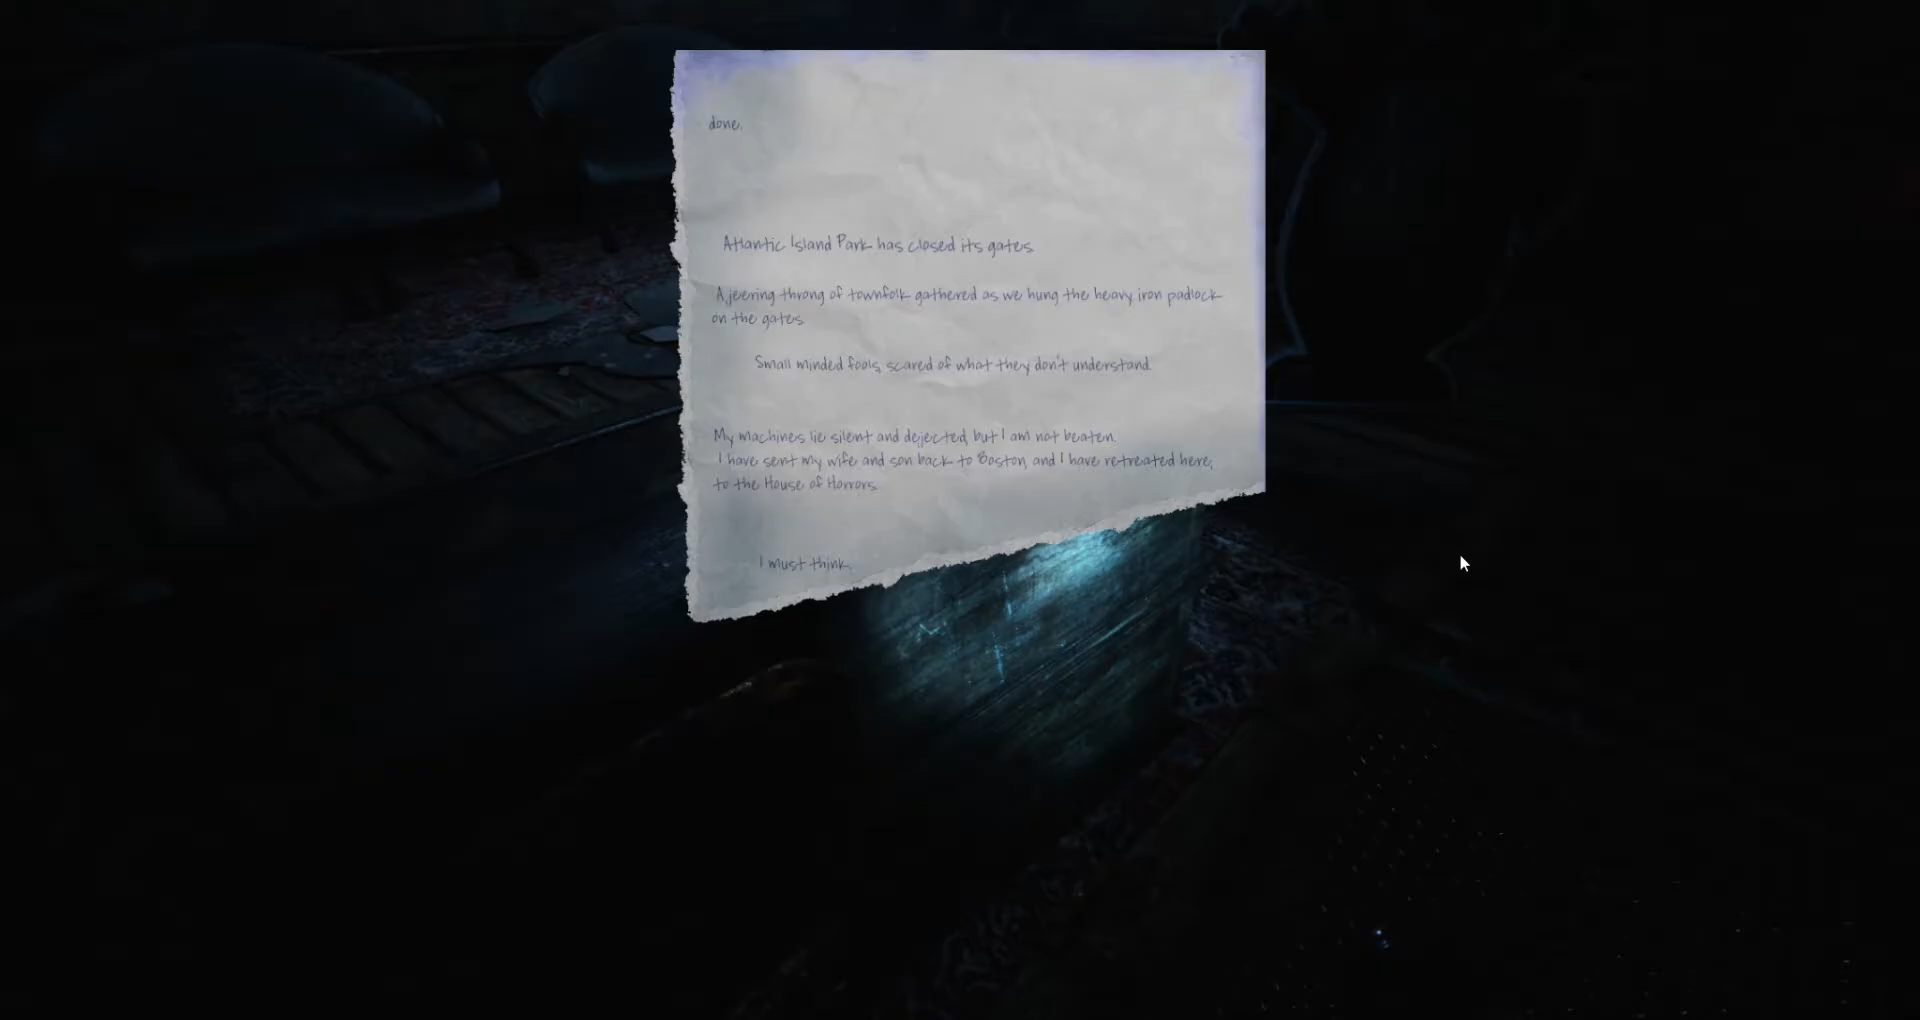 done.
Atlantic Island Park has closed its gates
A jeering throng of townfolk gathered as we hung the heavy iron padlock
on the gates
Small minded fools, scared of what they don't understand.
My machines lie silent and dejected, but I am not beaten.
I have sent my wife and son back to Boston, and I have retreated here,
to the House of Horrors.
I must think.